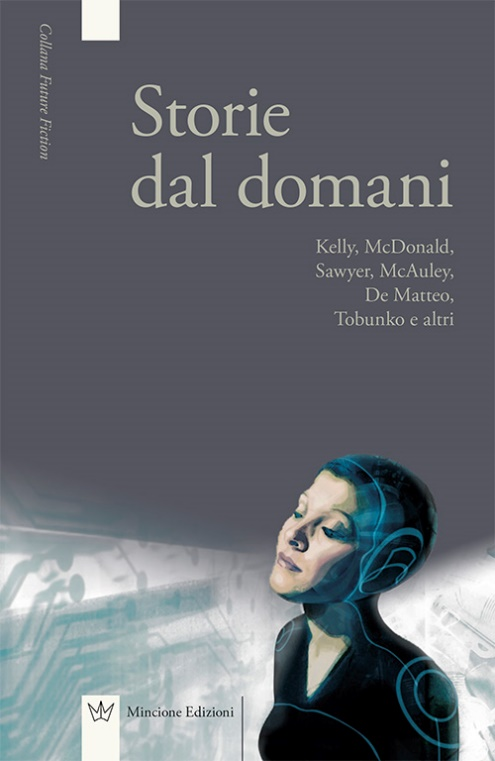 Collana Future Fiction
Storie
dal domani
Kelly, McDonald,
Sawyer, McAuley,
De Matteo,
Tobunko e altri
Mincione Edizioni